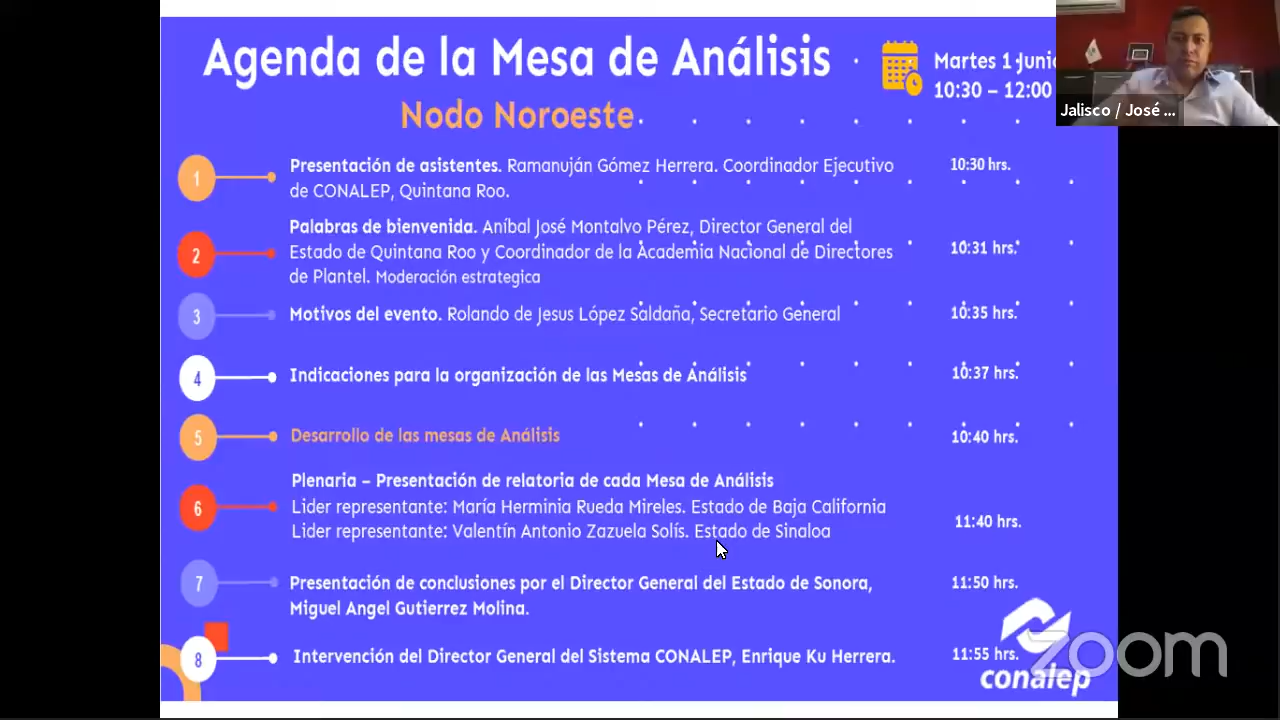 Agenda de la Mesa de Análisis
Nodo Noroeste
Martes 1 Junio
10:30 – 12:00
Jalisco / José ...
1
Presentación de asistentes. Ramanuján Gómez Herrera. Coordinador Ejecutivo
de CONALEP, Quintana Roo.
10:30 hrs.
2
Palabras de bienvenida. Aníbal José Montalvo Pérez, Director General del
Estado de Quintana Roo y Coordinador de la Academia Nacional de Directores
de Plantel. Moderación estrategica
10:31 hrs.
3
Motivos del evento. Rolando de Jesus López Saldaña, Secretario General
10:35 hrs.
4
Indicaciones para la organización de las Mesas de Análisis
10:37 hrs.
5
Desarrollo de las mesas de Análisis
10:40 hrs.
6
Plenaria – Presentación de relatoria de cada Mesa de Análisis
Lider representante: María Herminia Rueda Mireles. Estado de Baja California
Lider representante: Valentín Antonio Zazuela Solís. Estado de Sinaloa
11:40 hrs.
7
Presentación de conclusiones por el Director General del Estado de Sonora,
Miguel Angel Gutierrez Molina.
11:50 hrs.
8
Intervención del Director General del Sistema CONALEP, Enrique Ku Herrera.
11:55 hrs.
conalep
zoom